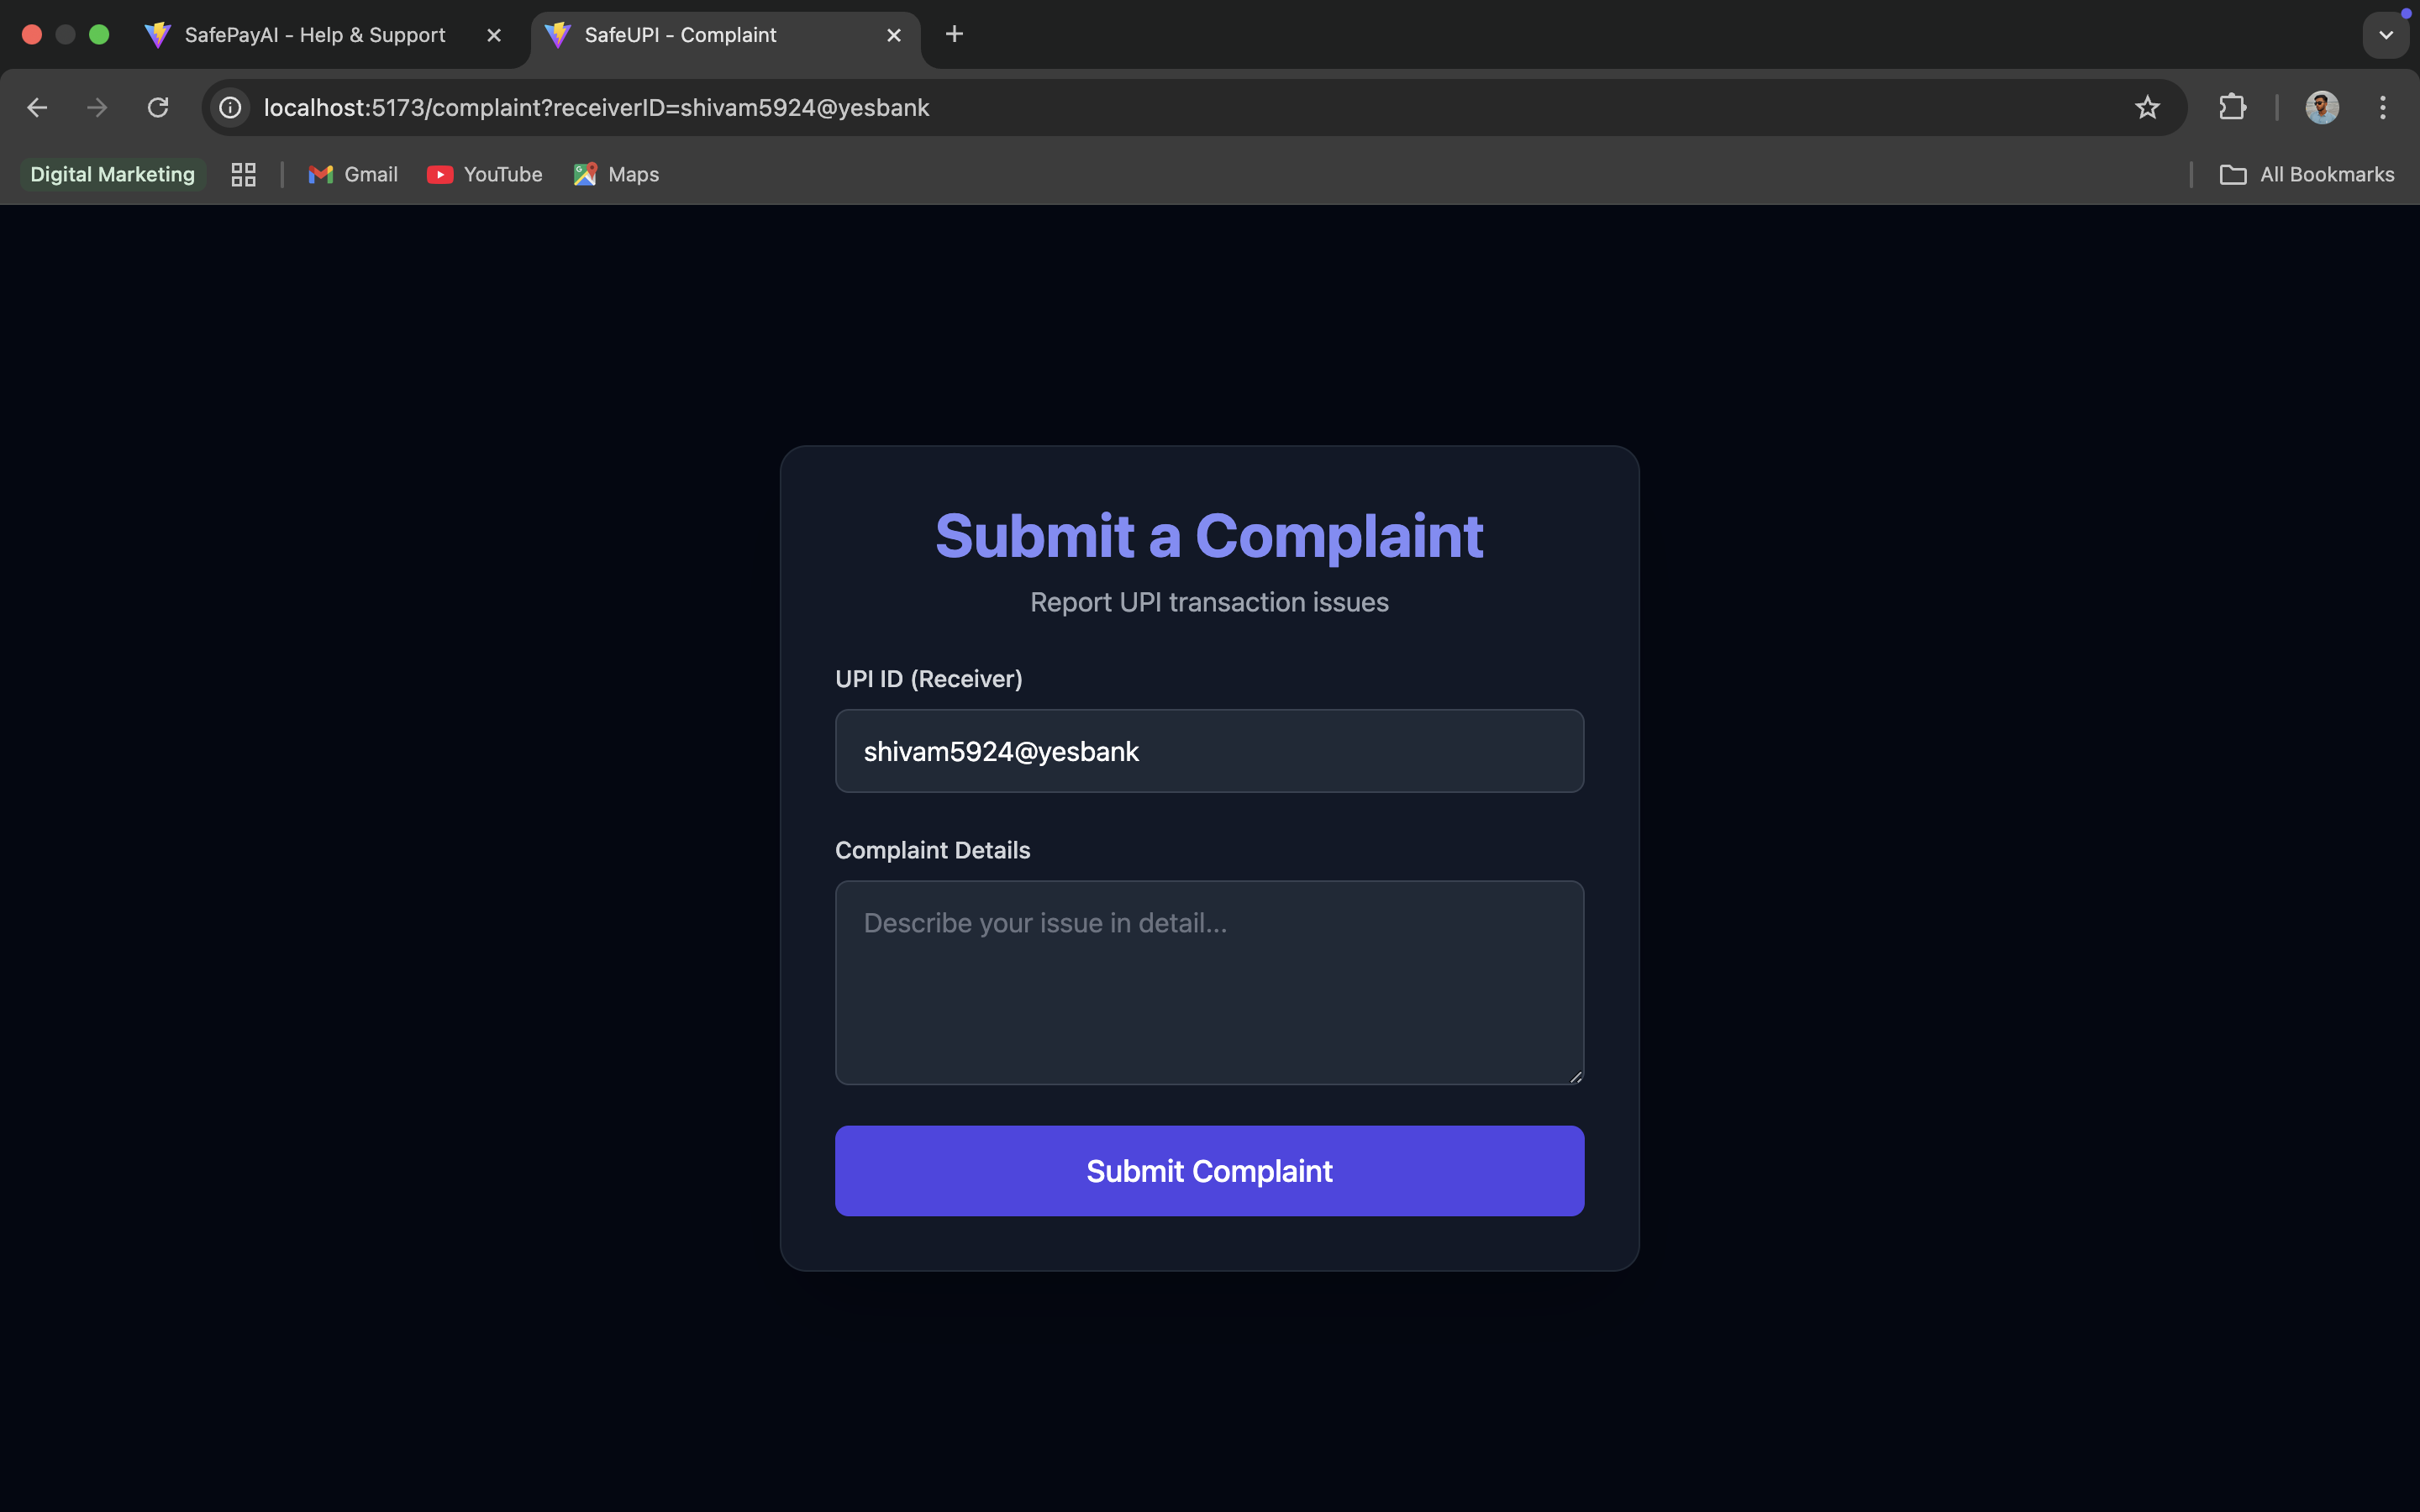 SafePayAI - Help & Support
SafeUPI - Complaint
localhost:5173/complaint?receiverID=shivam5924@yesbank
Digital Marketing
Gmail
YouTube
Maps
All Bookmarks
Submit a Complaint
Report UPI transaction issues
UPI ID (Receiver)
shivam5924@yesbank
Complaint Details
Describe your issue in detail...
Submit Complaint